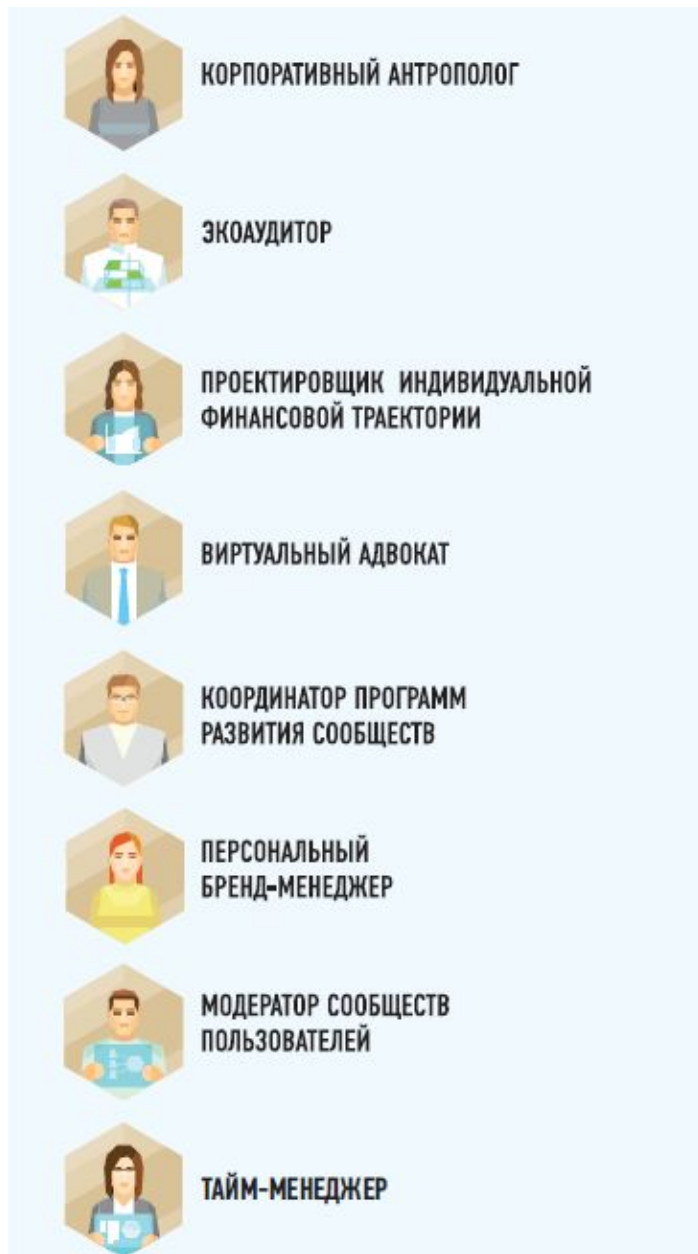 КОРПОРАТИВНЫЙ АНТРОПОЛОГ
ЭКОАУДИТОР
ПРОЕКТИРОВЩИК ИНДИВИДУАЛЬНОЙ
ФИНАНСОВОЙ ТРАЕКТОРИИ
ВИРТУАЛЬНЫЙ АДВОКАТ
КООРДИНАТОР ПРОГРАММ
РАЗВИТИЯ СООБЩЕСТВ
ПЕРСОНАЛЬНЫЙ
БРЕНД-МЕНЕДЖЕР
МОДЕРАТОР СООБЩЕСТВ
ПОЛЬЗОВАТЕЛЕЙ
ТАЙМ-МЕНЕДЖЕР